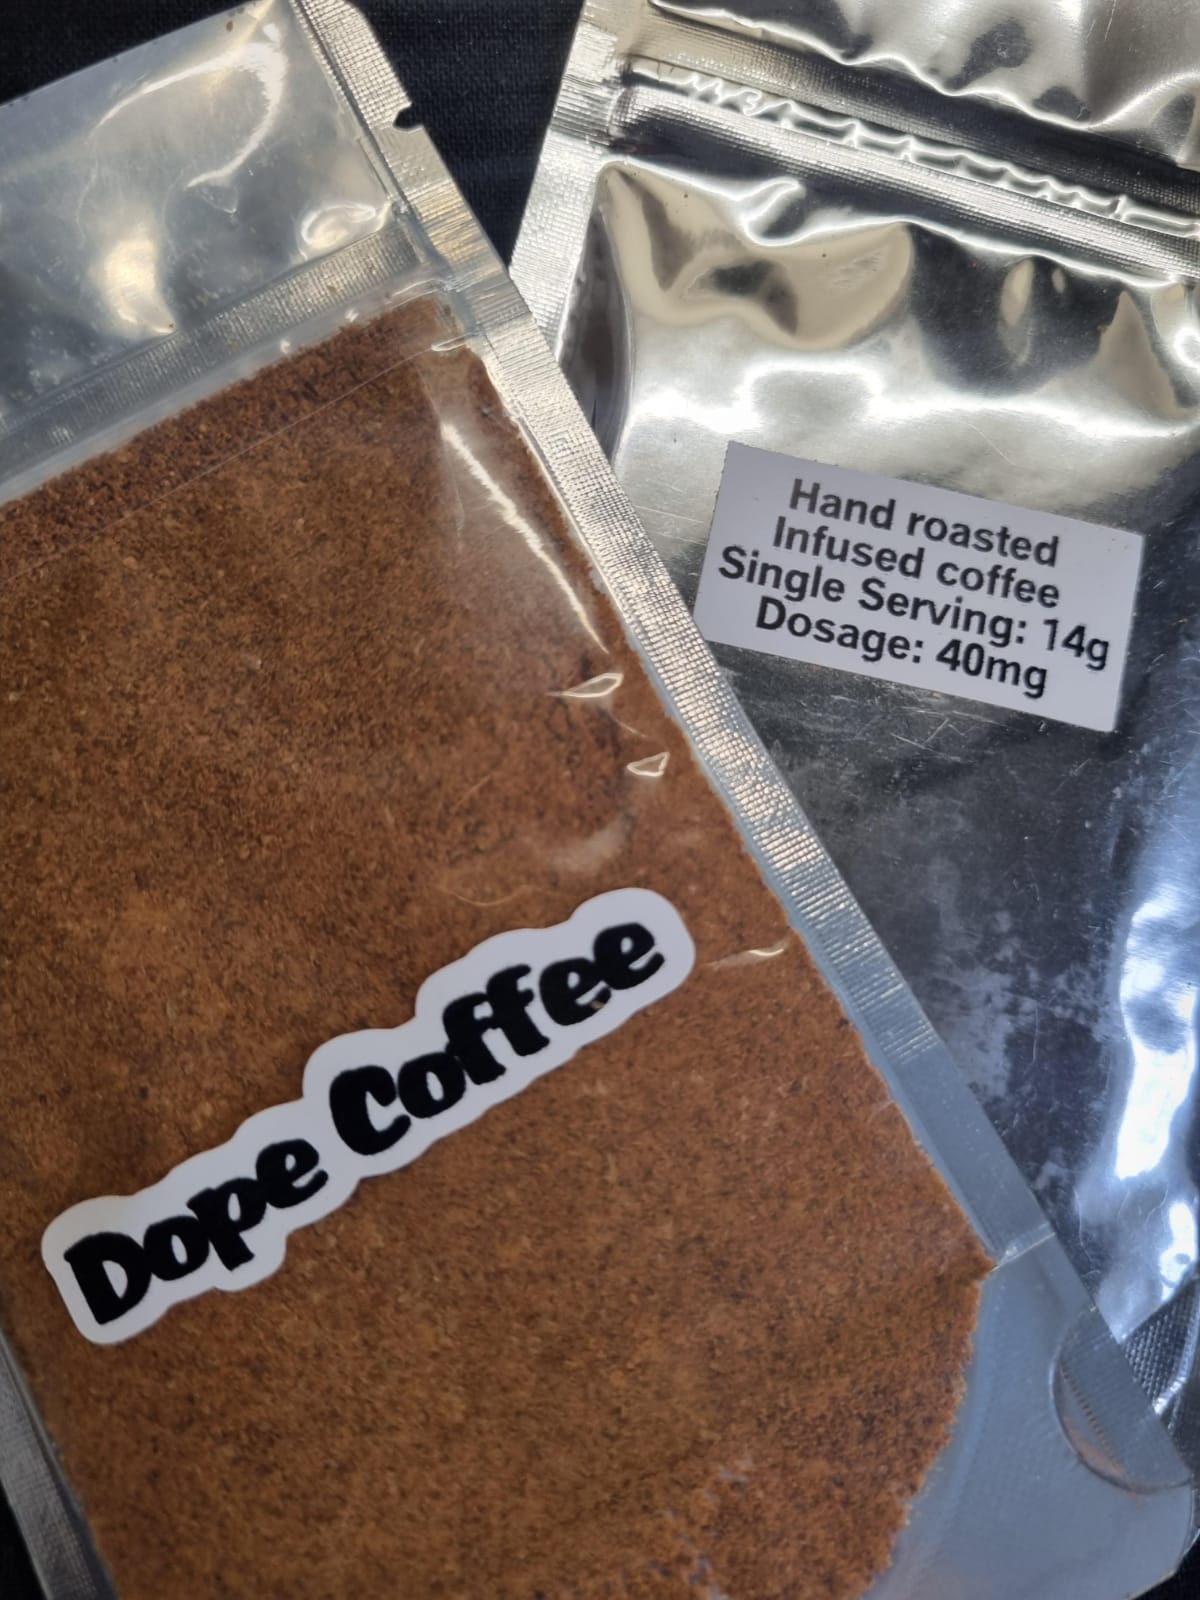 Dope Coffee
Hand roasted
Infused coffee
Single Serving: 14g
Dosage: 40mg